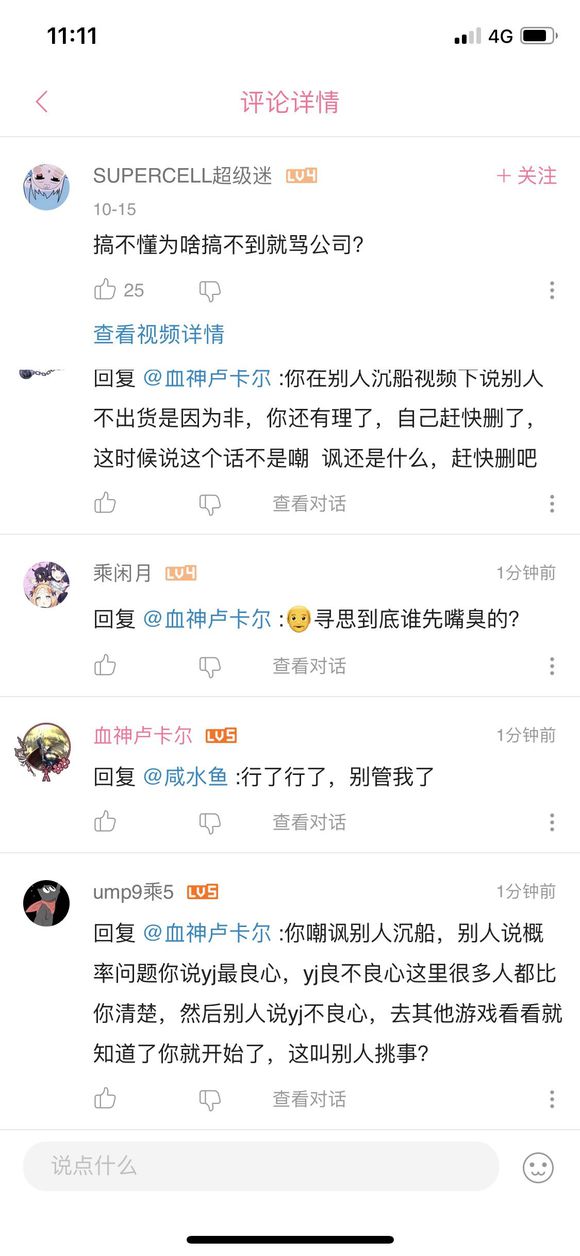 11:11
4G
评论详情
SUPERCELL超级迷 LV4
+ 关注
10-15
搞不懂为啥搞不到就骂公司？
25
查看视频详情
回复 @血神卢卡尔 :你在别人沉船视频下说别人
不出货是因为非，你还有理了，自己赶快删了，
这时候说这个话不是嘲 讽还是什么，赶快删吧
查看对话
乘闲月 LV4
1分钟前
回复 @血神卢卡尔 :👨‍🦲寻思到底谁先嘴臭的?
查看对话
血神卢卡尔 LV5
1分钟前
回复 @咸水鱼 :行了行了，别管我了
查看对话
ump9乘5 LV5
1分钟前
回复 @血神卢卡尔 :你嘲讽别人沉船，别人说概
率问题你说yj最良心，yj良不良心这里很多人都比
你清楚，然后别人说yj不良心，去其他游戏看看就
知道了你就开始了，这叫别人挑事?
查看对话
说点什么